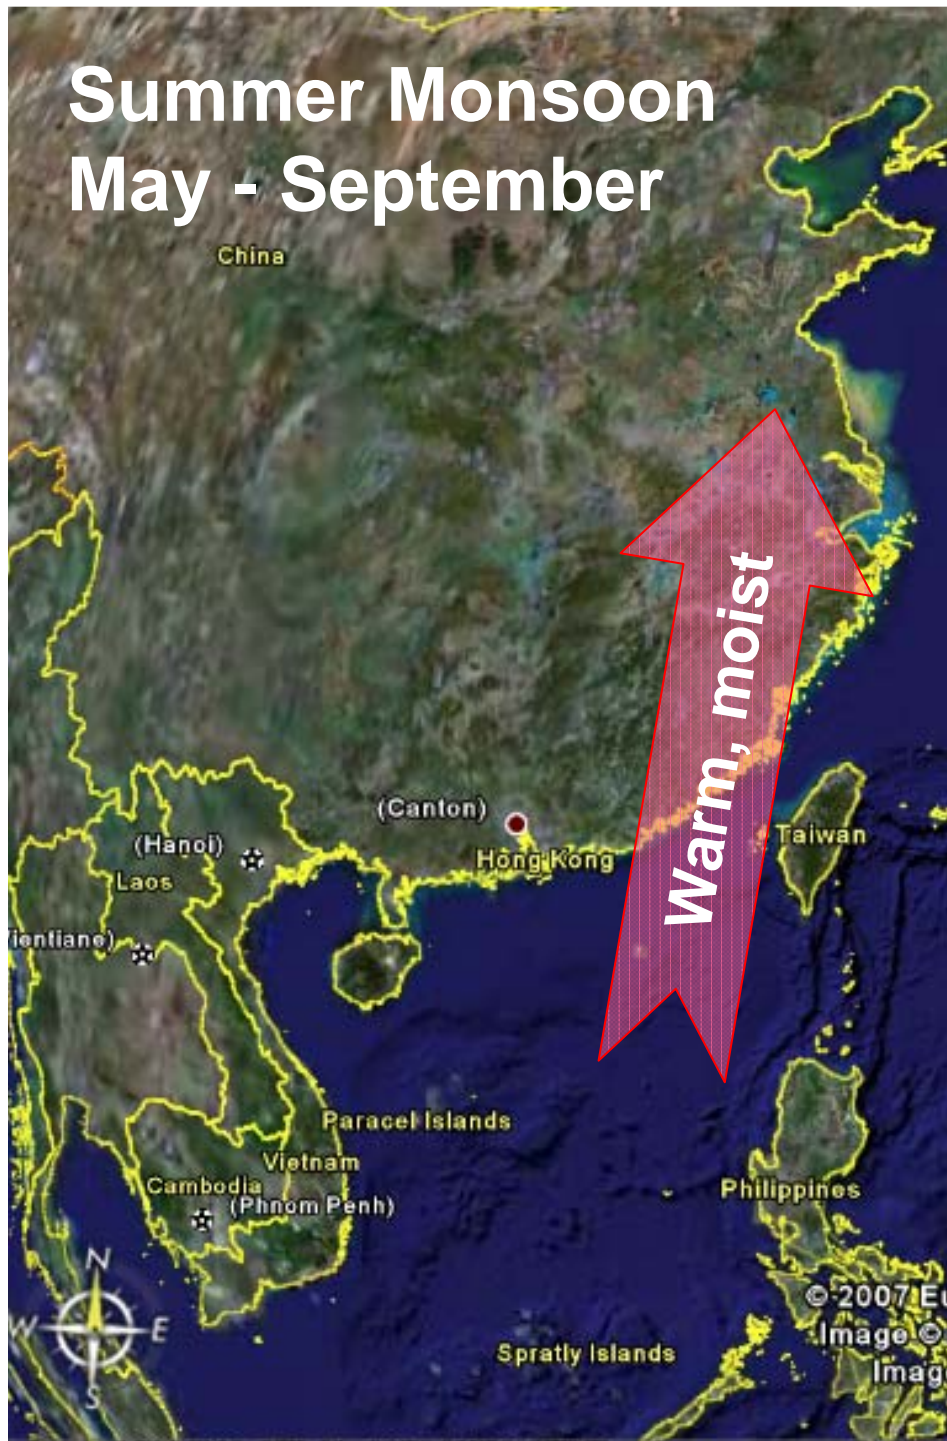 Summer Monsoon
May - September
China
Warm, moist
(Canton)
Hong Kong
Taiwan
(Hanoi)
Laos
ientiane)
Paracel Islands
Vietnam
Cambodia
(Phnom Penh)
Philippines
N
W E
S
© 2007 Eu
Image ©
Imag
Spratly Islands